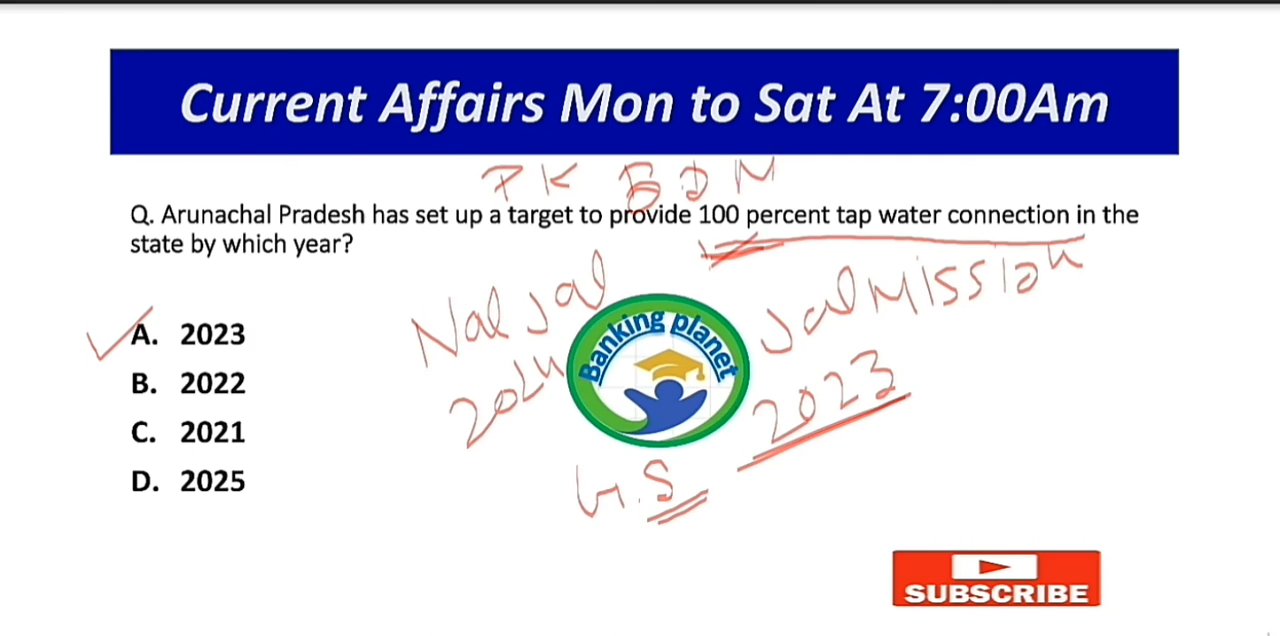 Current Affairs Mon to Sat At 7:00Am
PK BDM
Q. Arunachal Pradesh has set up a target to provide 100 percent tap water connection in the
state by which year?
Nal Jal
Jal Mission
A. 2023
B. 2022
C. 2021
D. 2025
Banking planet
2024
2023
G.S
SUBSCRIBE